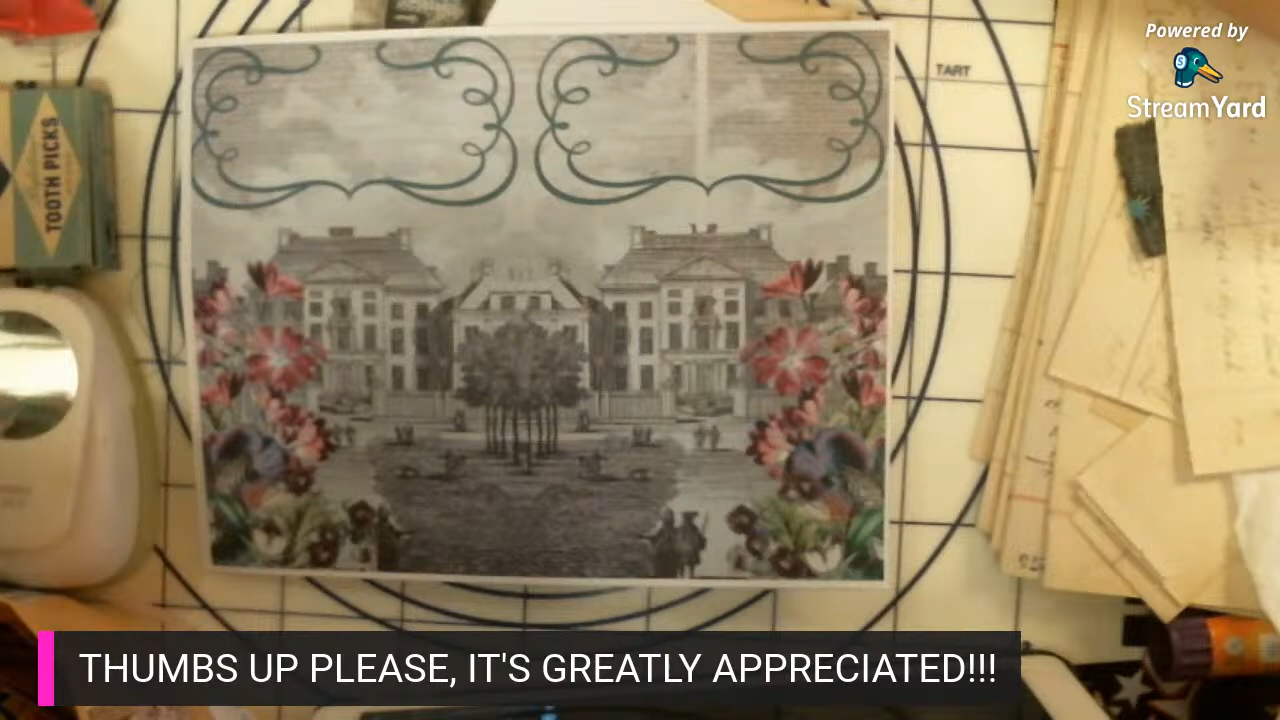 Powered by
StreamYard
TART
TOOTH PICKS
THUMBS UP PLEASE, IT'S GREATLY APPRECIATED!!!